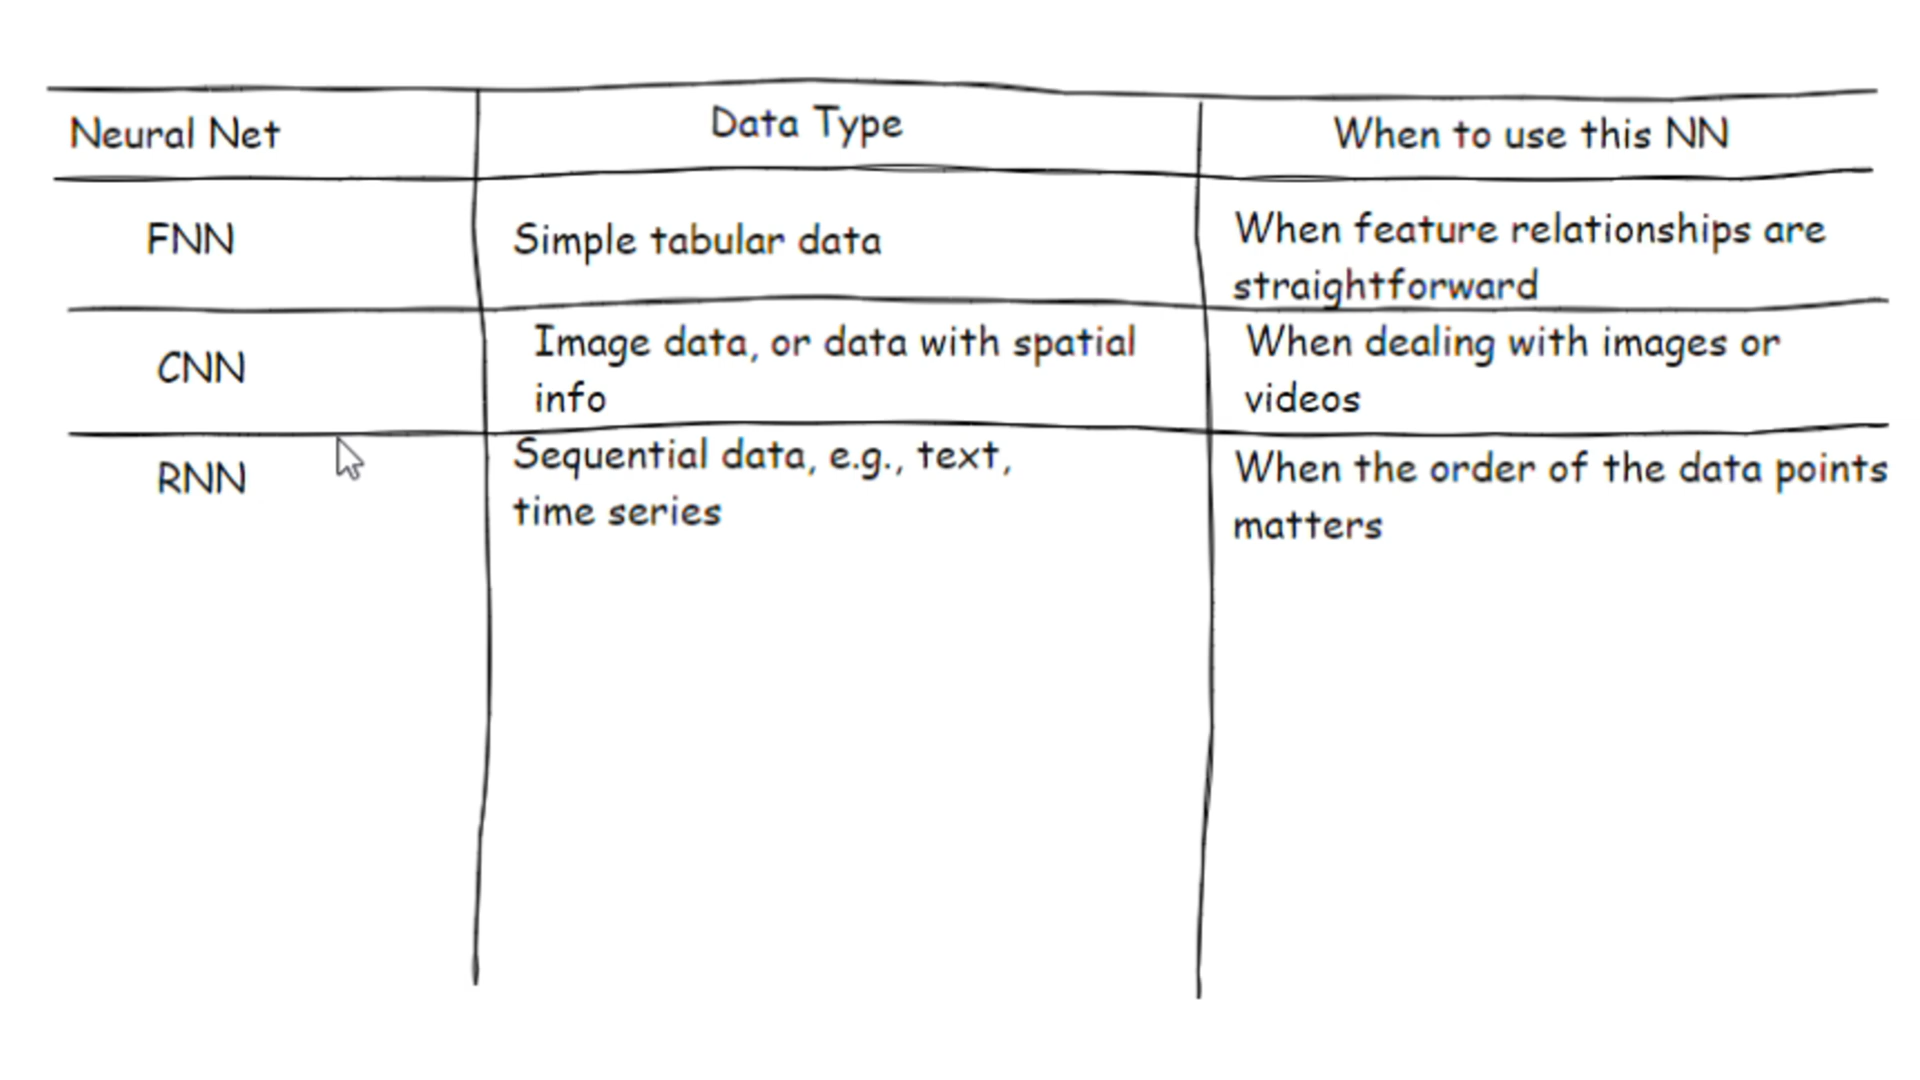 Neural Net
Data Type
When to use this NN
FNN
Simple tabular data
When feature relationships are
straightforward
CNN
Image data, or data with spatial
info
When dealing with images or
videos
RNN
Sequential data, e.g., text,
time series
When the order of the data points
matters